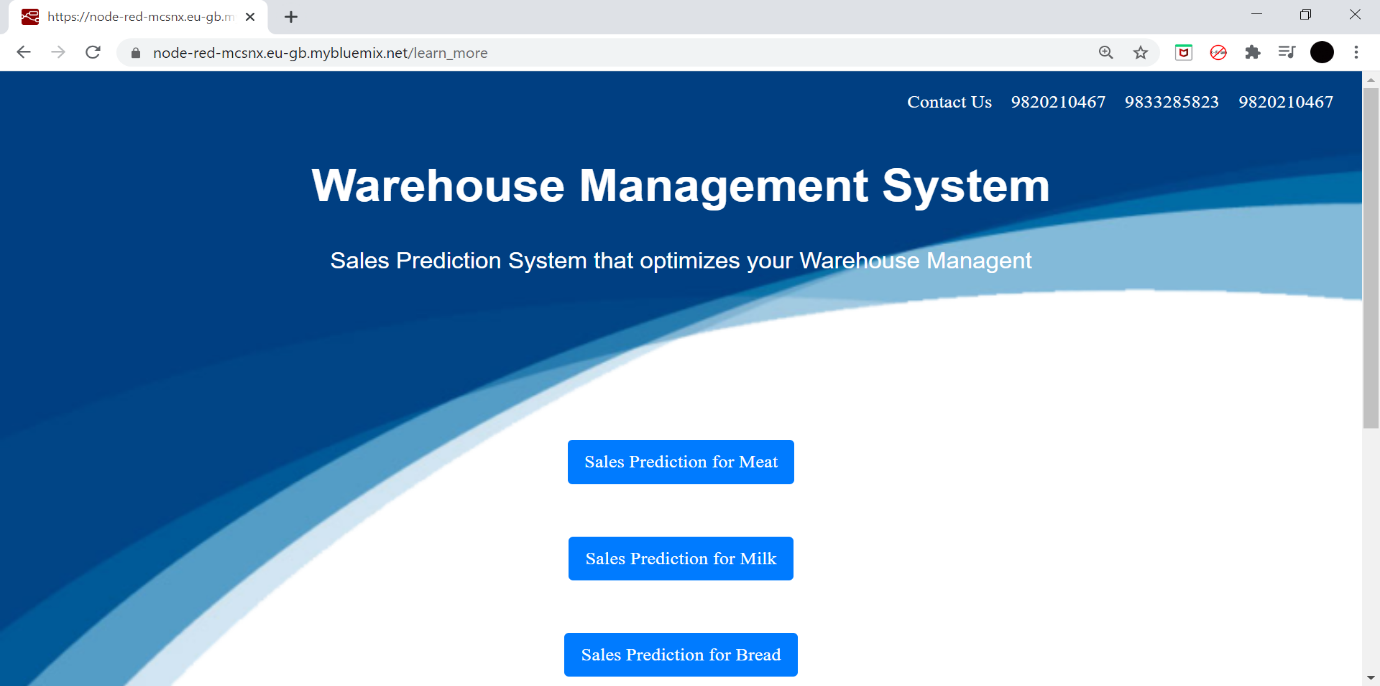 https://node-red-mcsnx.eu-gb.m
node-red-mcsnx.eu-gb.mybluemix.net/learn_more
Contact Us 9820210467 9833285823 9820210467
Warehouse Management System
Sales Prediction System that optimizes your Warehouse Managent
Sales Prediction for Meat
Sales Prediction for Milk
Sales Prediction for Bread